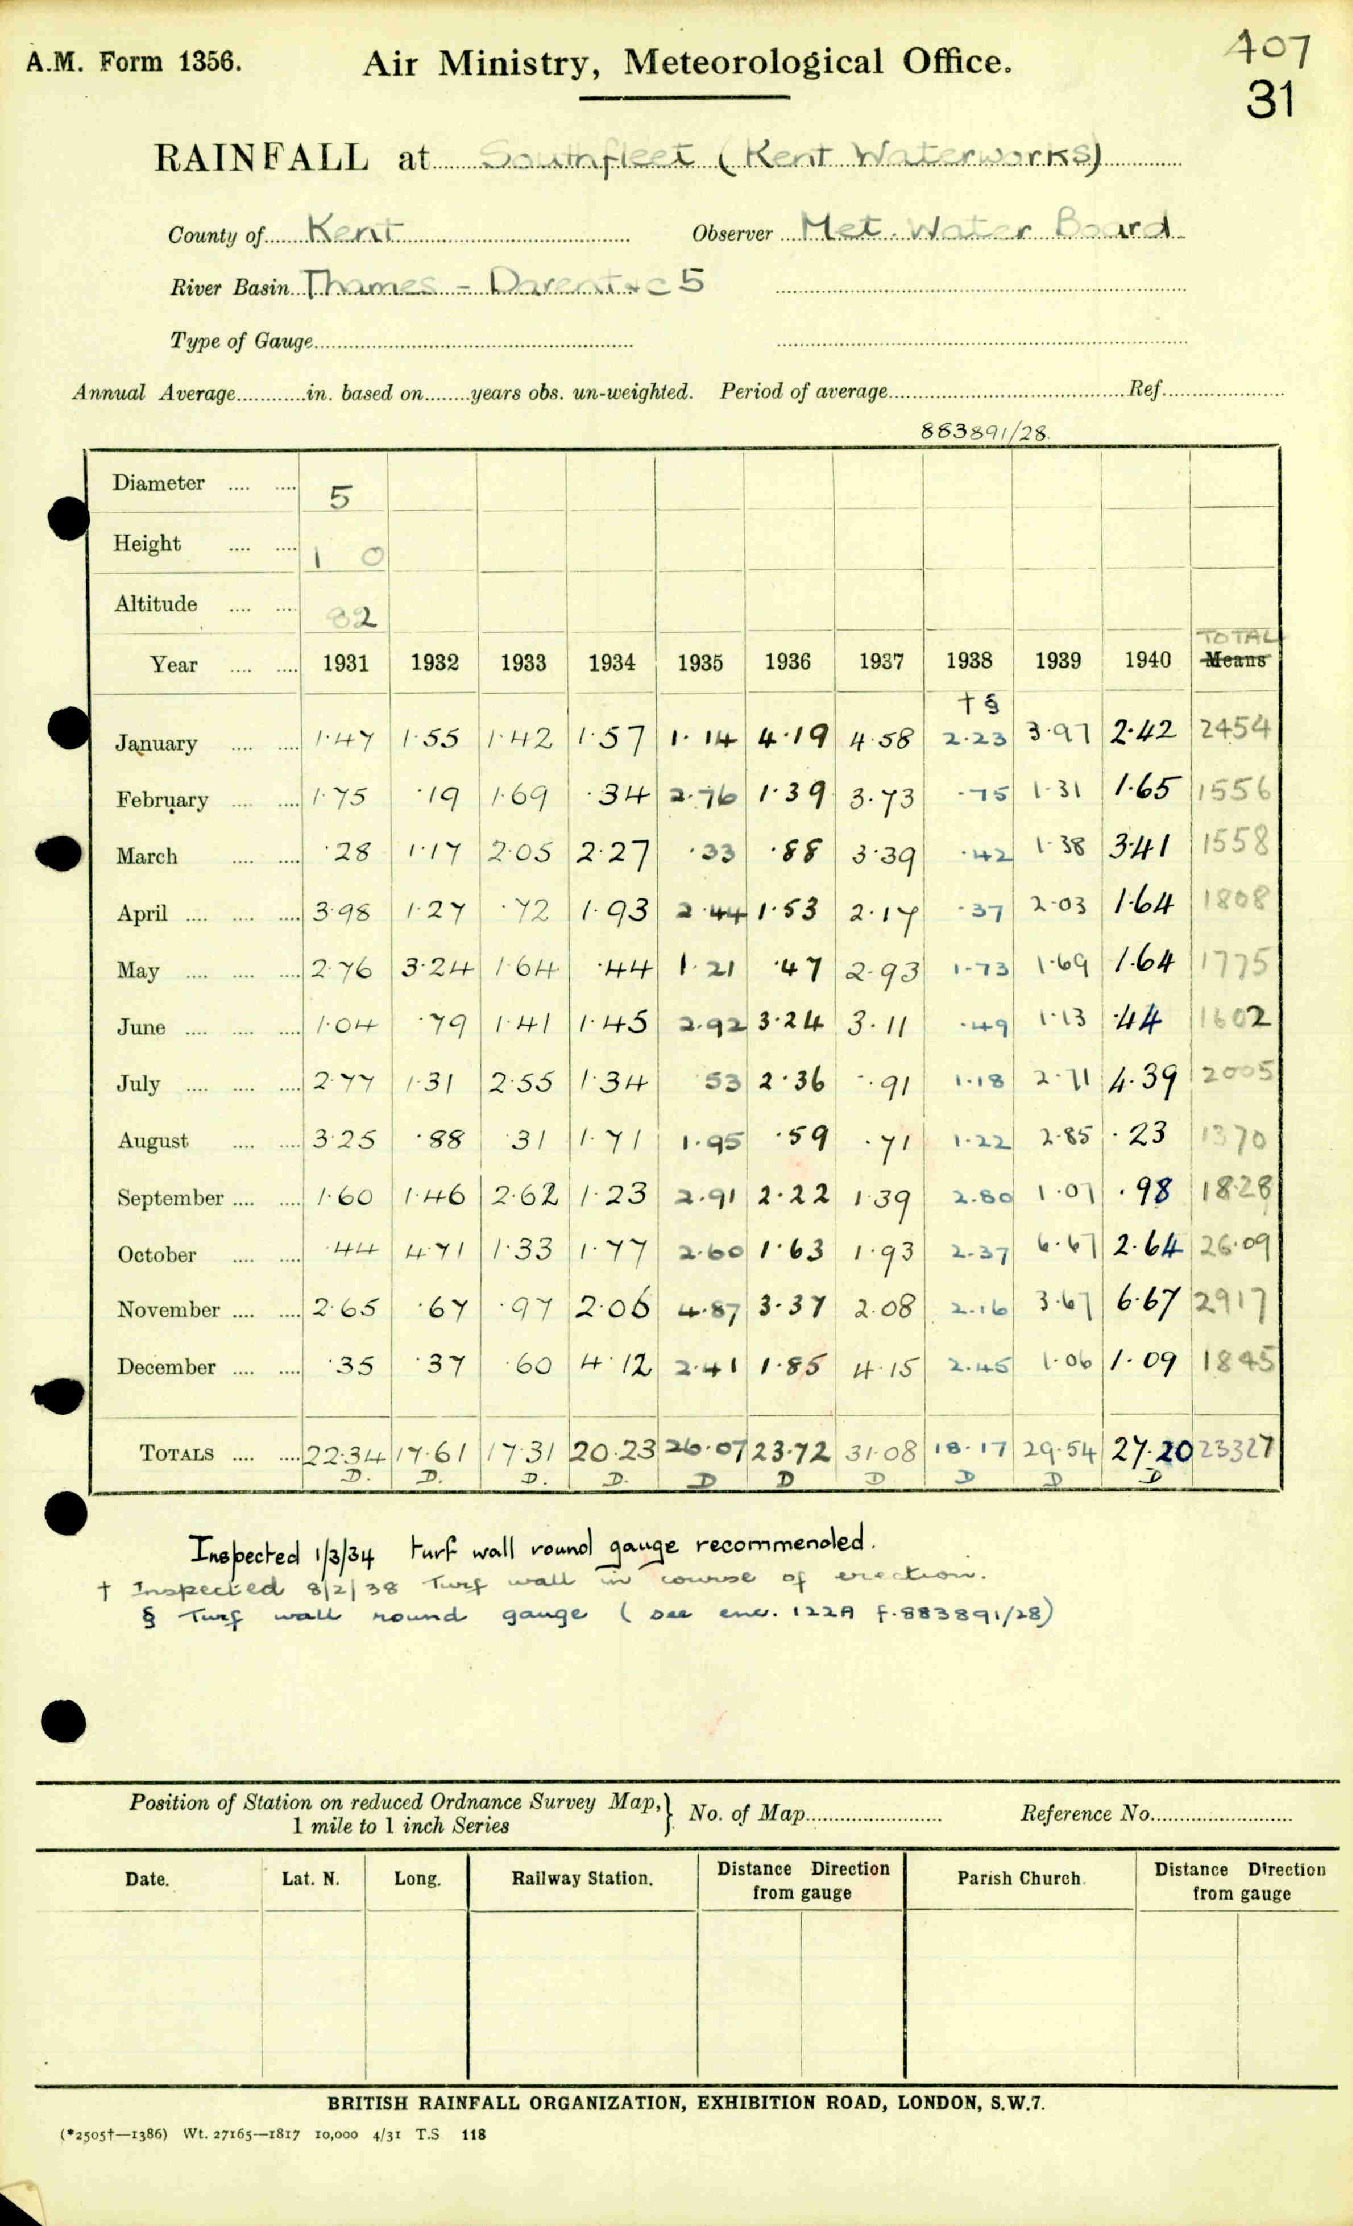 A.M. Form 1356.
Air Ministry, Meteorological Office.
407
31
RAINFALL at Southfleet (Kent Waterworks)
County of Kent Observer Met. Water Board
River Basin Thames - Darent &c 5
Type of Gauge
Annual Average in. based on years obs. un-weighted. Period of average Ref.
883891/28.
Diameter 5
Height 1 0
Altitude 82
TOTAL
Year 1931 1932 1933 1934 1935 1936 1937 1938 1939 1940 Means
† §
January 1.47 1.55 1.42 1.57 1.14 4.19 4.58 2.23 3.97 2.42 2454
February 1.75 .19 1.69 .34 2.76 1.39 3.73 .75 1.31 1.65 1556
March .28 1.17 2.05 2.27 .33 .88 3.39 .42 1.38 3.41 1558
April 3.98 1.27 .72 1.93 2.44 1.53 2.17 .37 2.03 1.64 1808
May 2.76 3.24 1.64 .44 1.21 .47 2.93 1.73 1.69 1.64 1775
June 1.04 .79 1.41 1.45 2.92 3.24 3.11 .49 1.13 .44 1602
July 2.77 1.31 2.55 1.34 53 2.36 .91 1.18 2.71 4.39 2005
August 3.25 .88 .31 1.71 1.95 .59 .71 1.22 2.85 .23 1370
September 1.60 1.46 2.62 1.23 2.91 2.22 1.39 2.80 1.07 .98 1828
October .44 4.71 1.33 1.77 2.60 1.63 1.93 2.37 6.67 2.64 26.09
November 2.65 .67 .97 2.06 4.87 3.37 2.08 2.16 3.67 6.67 2917
December .35 .37 .60 4.12 2.41 1.85 4.15 2.45 1.06 1.09 1845
TOTALS 22.34 17.61 17.31 20.23 26.07 23.72 31.08 18.17 29.54 27.20 23327
D. D. D. D. D D D D D D
Inspected 1/3/34 turf wall round gauge recommended.
† Inspected 8/2/38 Turf wall in course of erection.
§ Turf wall round gauge (see enc. 122A f.883891/28)
Position of Station on reduced Ordnance Survey Map, 1 mile to 1 inch Series } No. of Map Reference No.
Date. Lat. N. Long. Railway Station. Distance Direction from gauge Parish Church. Distance Direction from gauge
BRITISH RAINFALL ORGANIZATION, EXHIBITION ROAD, LONDON, S.W.7.
(*2505†—1386) Wt. 27165—1817 10,000 4/31 T.S 118